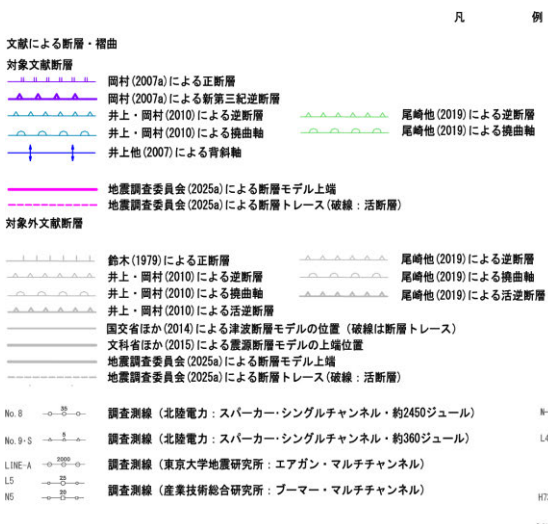 凡 例
文献による断層・褶曲
対象文献断層
岡村(2007a)による正断層
岡村(2007a)による新第三紀逆断層
井上・岡村(2010)による逆断層 尾崎他(2019)による逆断層
井上・岡村(2010)による撓曲軸 尾崎他(2019)による撓曲軸
井上他(2007)による背斜軸
地震調査委員会(2025a)による断層モデル上端
地震調査委員会(2025a)による断層トレース(破線:活断層)
対象外文献断層
鈴木(1979)による正断層 尾崎他(2019)による逆断層
井上・岡村(2010)による逆断層 尾崎他(2019)による撓曲軸
井上・岡村(2010)による撓曲軸 尾崎他(2019)による活逆断層
井上・岡村(2010)による活逆断層
国交省ほか(2014)による津波断層モデルの位置(破線は断層トレース)
文科省ほか(2015)による震源断層モデルの上端位置
地震調査委員会(2025a)による断層モデル上端
地震調査委員会(2025a)による断層トレース(破線:活断層)
No.8 35 調査測線(北陸電力:スパーカー・シングルチャンネル・約2450ジュール) N-
No.9・S 5 調査測線(北陸電力:スパーカー・シングルチャンネル・約360ジュール) L4
LINE-A 2000 調査測線(東京大学地震研究所:エアガン・マルチチャンネル)
L5 25
N5 20 調査測線(産業技術総合研究所:ブーマー・マルチチャンネル)